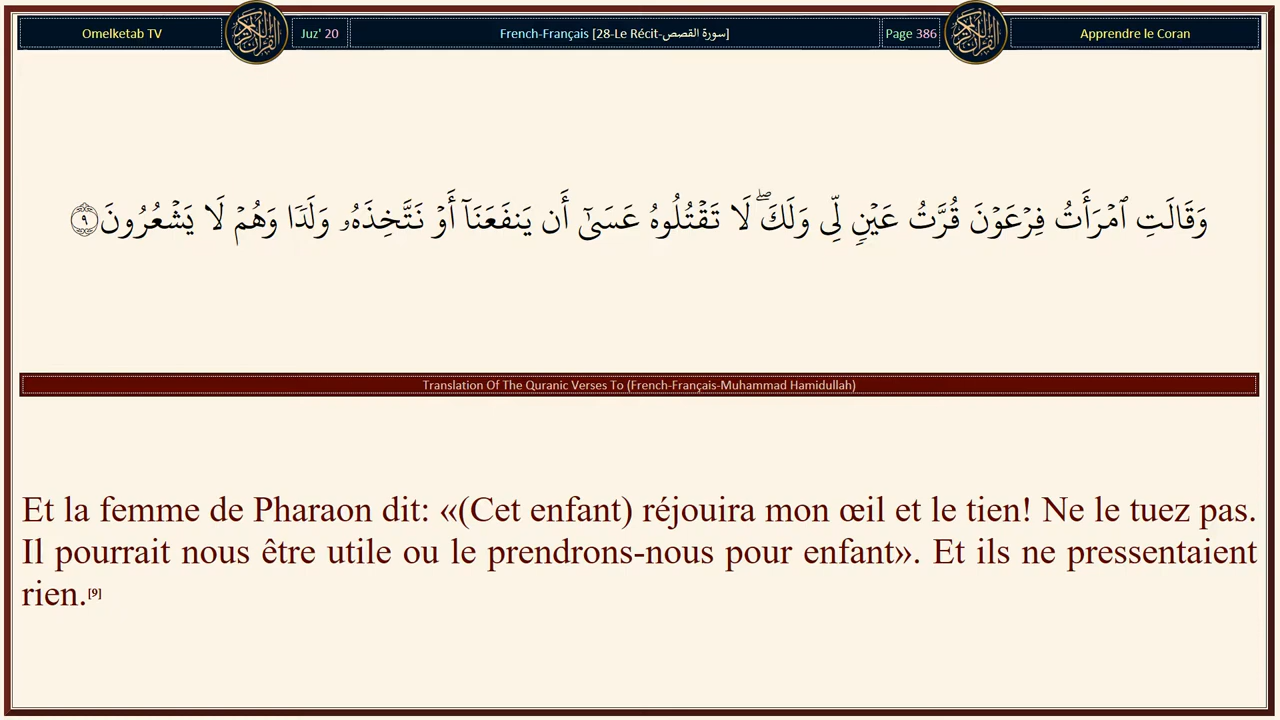 Omelketab TV
Juz' 20
French-Français [28-Le Récit-سورة القصص]
Page 386
Apprendre le Coran
وَقَالَتِ ٱمۡرَأَتُ فِرۡعَوۡنَ قُرَّتُ عَيۡنٖ لِّي وَلَكَۖ لَا تَقۡتُلُوهُ عَسَىٰٓ أَن يَنفَعَنَآ أَوۡ نَتَّخِذَهُۥ وَلَدٗا وَهُمۡ لَا يَشۡعُرُونَ ٩
Translation Of The Quranic Verses To (French-Français-Muhammad Hamidullah)
Et la femme de Pharaon dit: «(Cet enfant) réjouira mon œil et le tien! Ne le tuez pas.
Il pourrait nous être utile ou le prendrons-nous pour enfant». Et ils ne pressentaient
rien.[9]